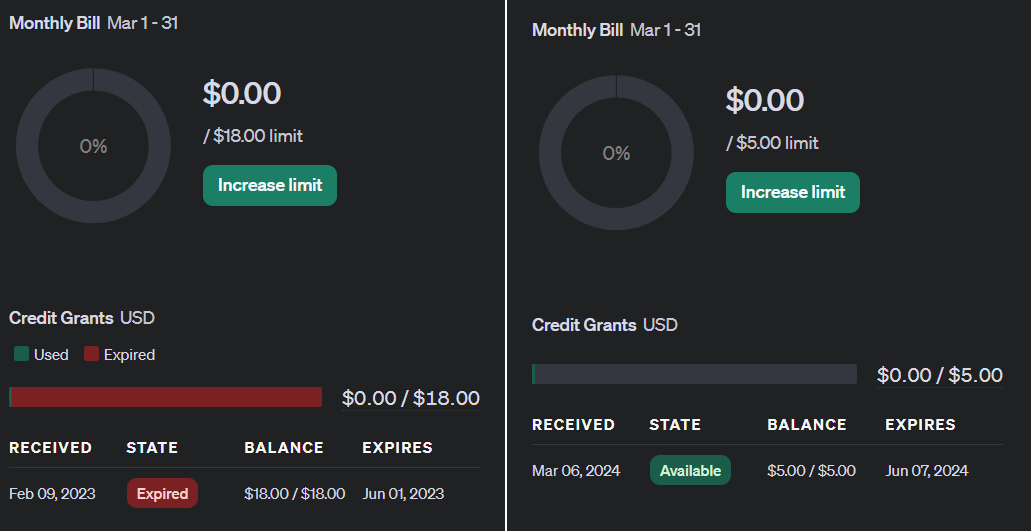 Monthly Bill Mar 1 - 31
0%
$0.00
/ $18.00 limit
Increase limit
Credit Grants USD
Used Expired
$0.00 / $18.00
RECEIVED STATE BALANCE EXPIRES
Feb 09, 2023 Expired $18.00 / $18.00 Jun 01, 2023
Monthly Bill Mar 1 - 31
0%
$0.00
/ $5.00 limit
Increase limit
Credit Grants USD
$0.00 / $5.00
RECEIVED STATE BALANCE EXPIRES
Mar 06, 2024 Available $5.00 / $5.00 Jun 07, 2024